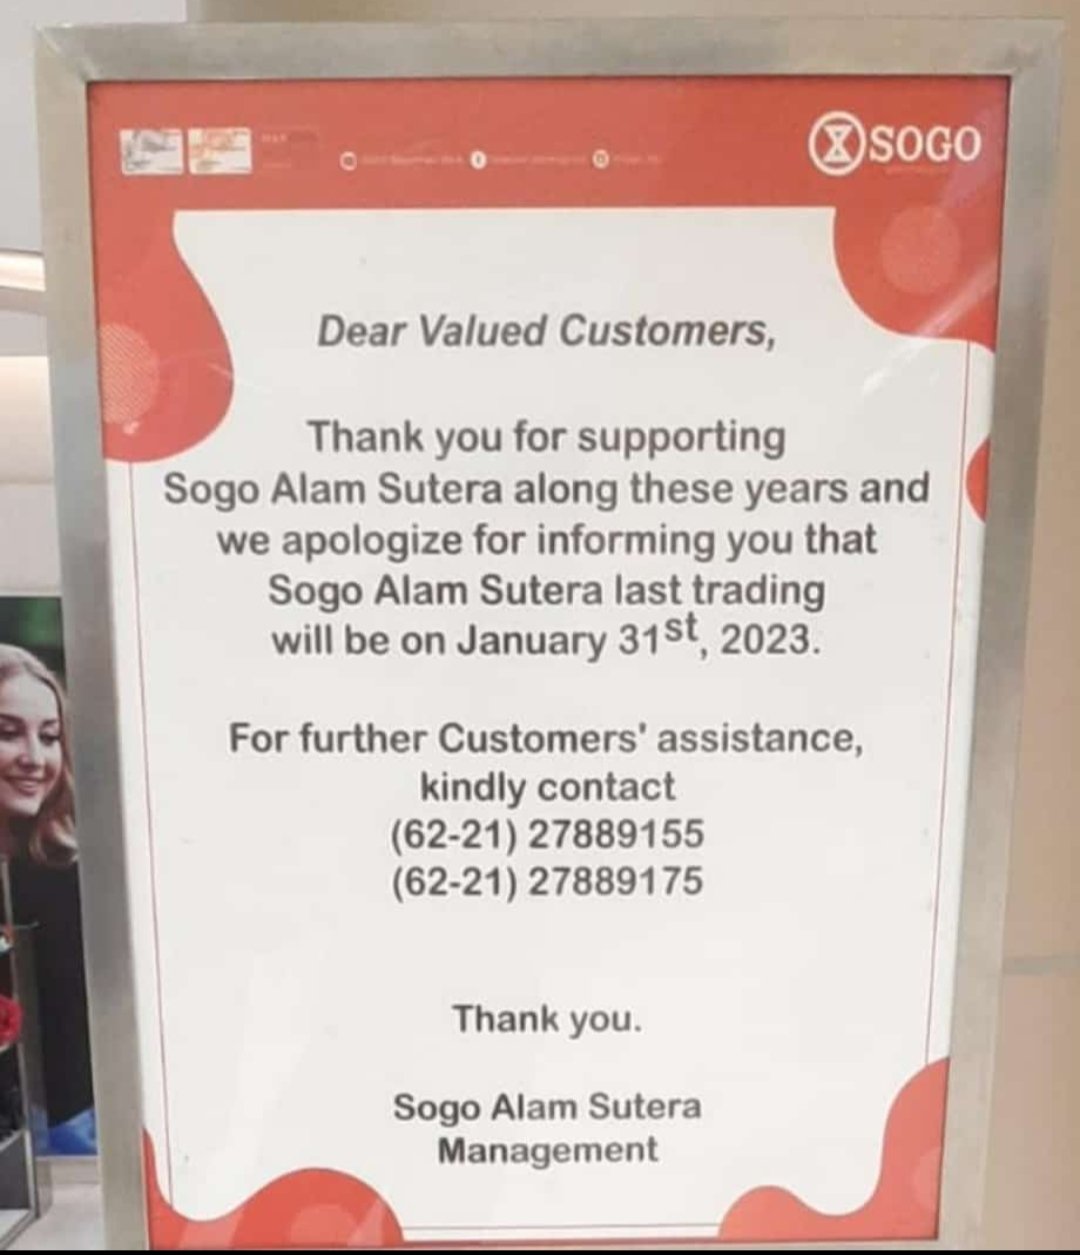 SOGO
Dear Valued Customers,
Thank you for supporting
Sogo Alam Sutera along these years and
we apologize for informing you that
Sogo Alam Sutera last trading
will be on January 31st, 2023.
For further Customers' assistance,
kindly contact
(62-21) 27889155
(62-21) 27889175
Thank you.
Sogo Alam Sutera
Management